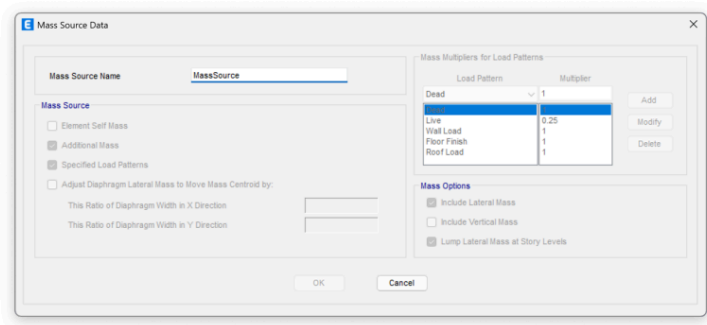 Mass Source Data
Mass Source Name MassSource
Mass Source
Element Self Mass
Additional Mass
Specified Load Patterns
Adjust Diaphragm Lateral Mass to Move Mass Centroid by:
This Ratio of Diaphragm Width in X Direction
This Ratio of Diaphragm Width in Y Direction
Mass Multipliers for Load Patterns
Load Pattern Multiplier
Dead 1
Live 0.25
Wall Load 1
Floor Finish 1
Roof Load 1
Add
Modify
Delete
Mass Options
Include Lateral Mass
Include Vertical Mass
Lump Lateral Mass at Story Levels
OK
Cancel